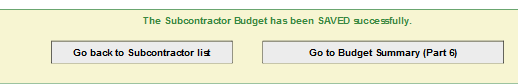 The Subcontractor Budget has been SAVED successfully.
Go back to Subcontractor list
Go to Budget Summary (Part 6)